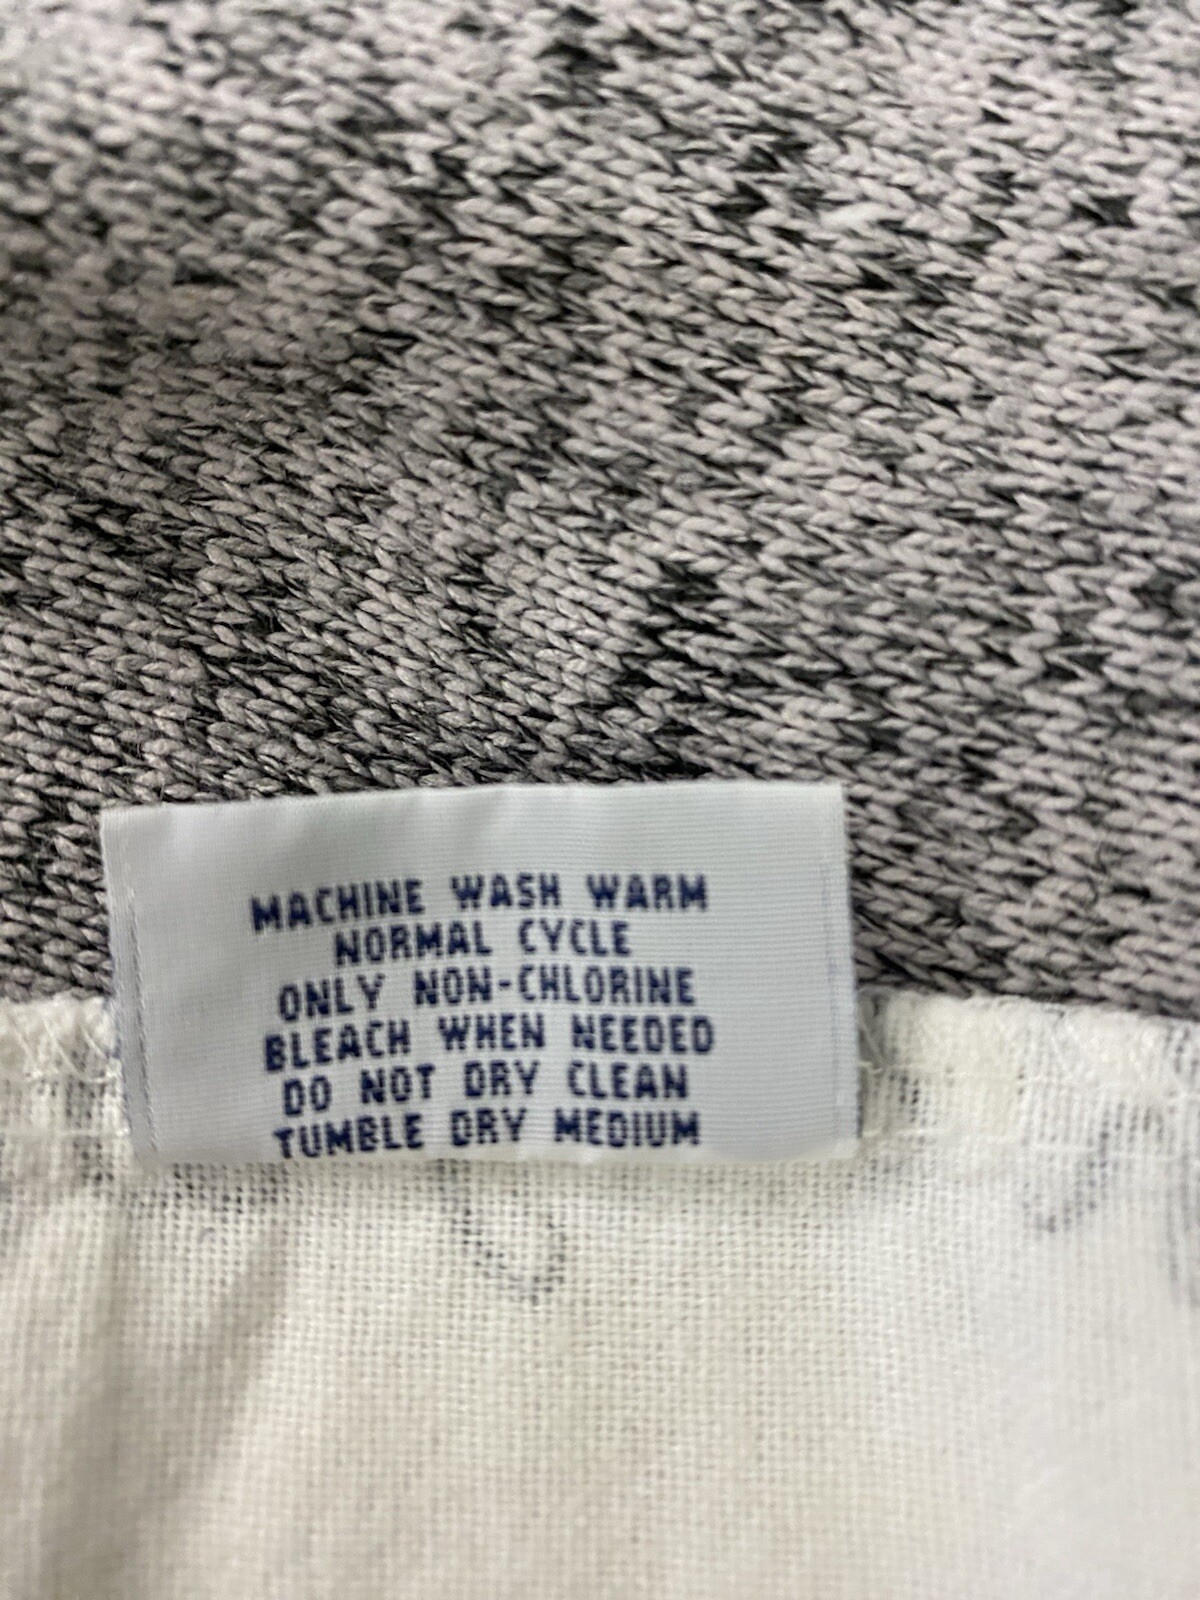 MACHINE WASH WARM
NORMAL CYCLE
ONLY NON-CHLORINE
BLEACH WHEN NEEDED
DO NOT DRY CLEAN
TUMBLE DRY MEDIUM